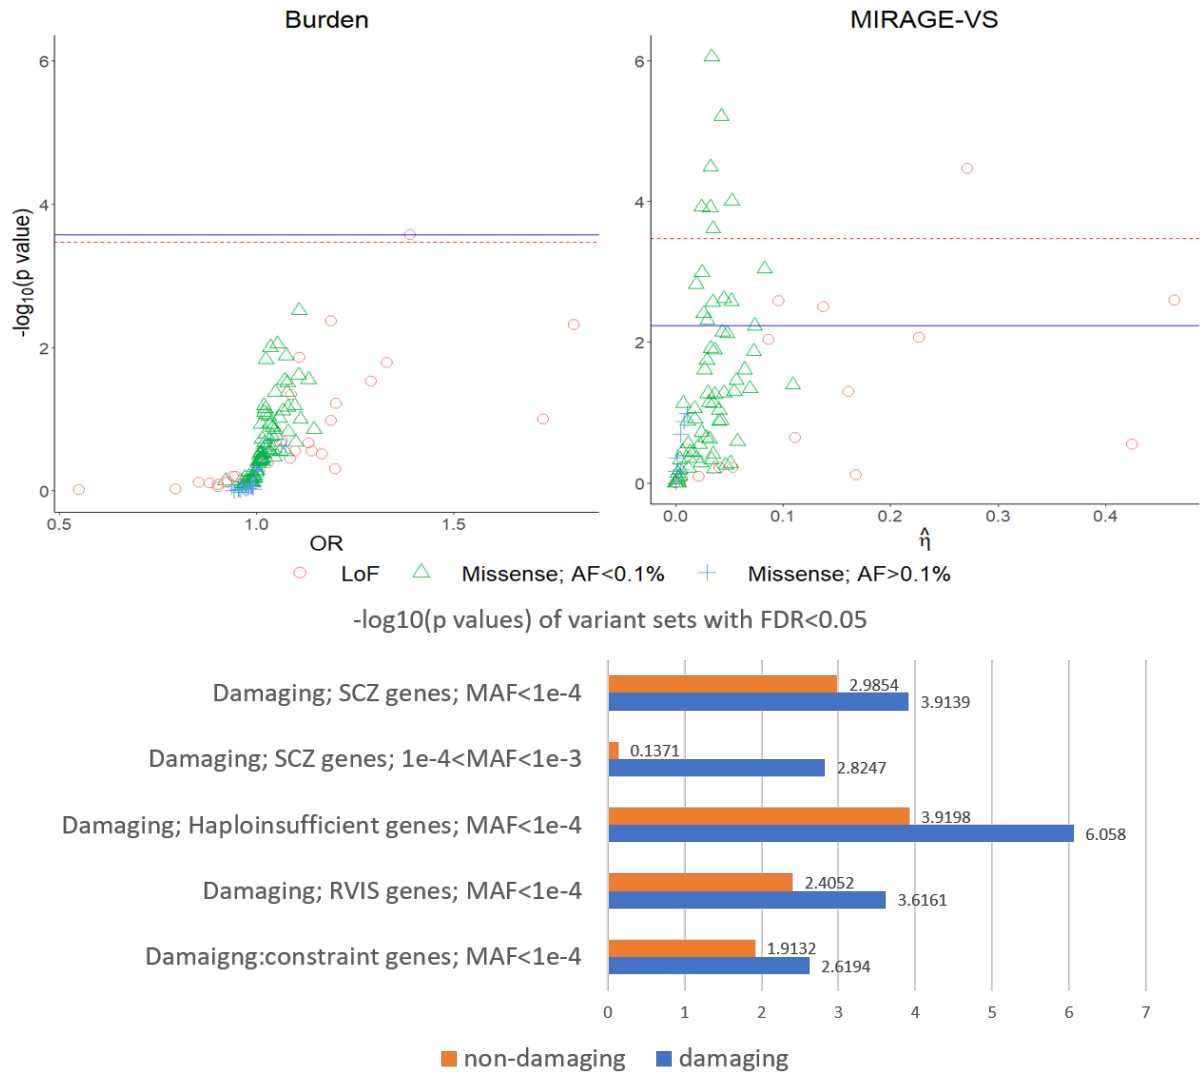 Burden
MIRAGE-VS
-log10(p value)
6
4
2
0
0.5
1.0
1.5
OR
6
4
2
0
0.0
0.1
0.2
0.3
0.4
η̂
LoF
Missense; AF<0.1%
Missense; AF>0.1%
-log10(p values) of variant sets with FDR<0.05
Damaging; SCZ genes; MAF<1e-4
2.9854
3.9139
Damaging; SCZ genes; 1e-4<MAF<1e-3
0.1371
2.8247
Damaging; Haploinsufficient genes; MAF<1e-4
3.9198
6.058
Damaging; RVIS genes; MAF<1e-4
2.4052
3.6161
Damaigng:constraint genes; MAF<1e-4
1.9132
2.6194
0 1 2 3 4 5 6 7
non-damaging
damaging